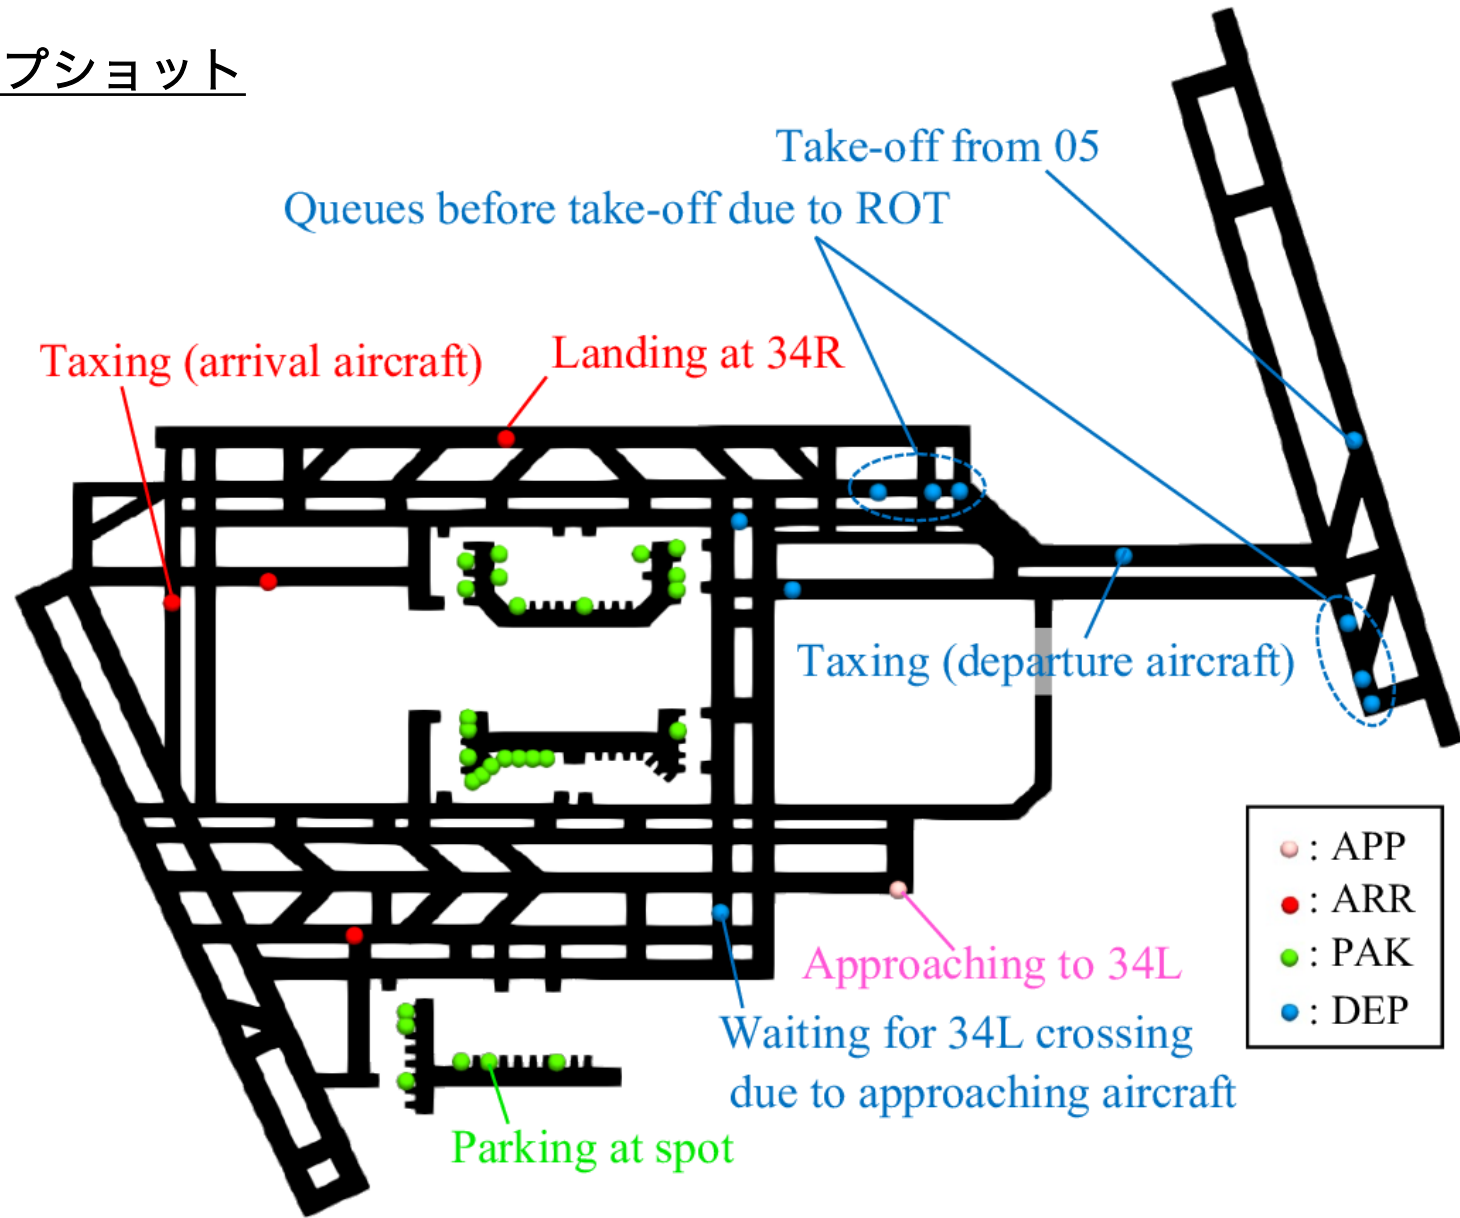 プショット
Take-off from 05
Queues before take-off due to ROT
Taxing (arrival aircraft)
Landing at 34R
Taxing (departure aircraft)
: APP
: ARR
: PAK
: DEP
Approaching to 34L
Waiting for 34L crossing
due to approaching aircraft
Parking at spot